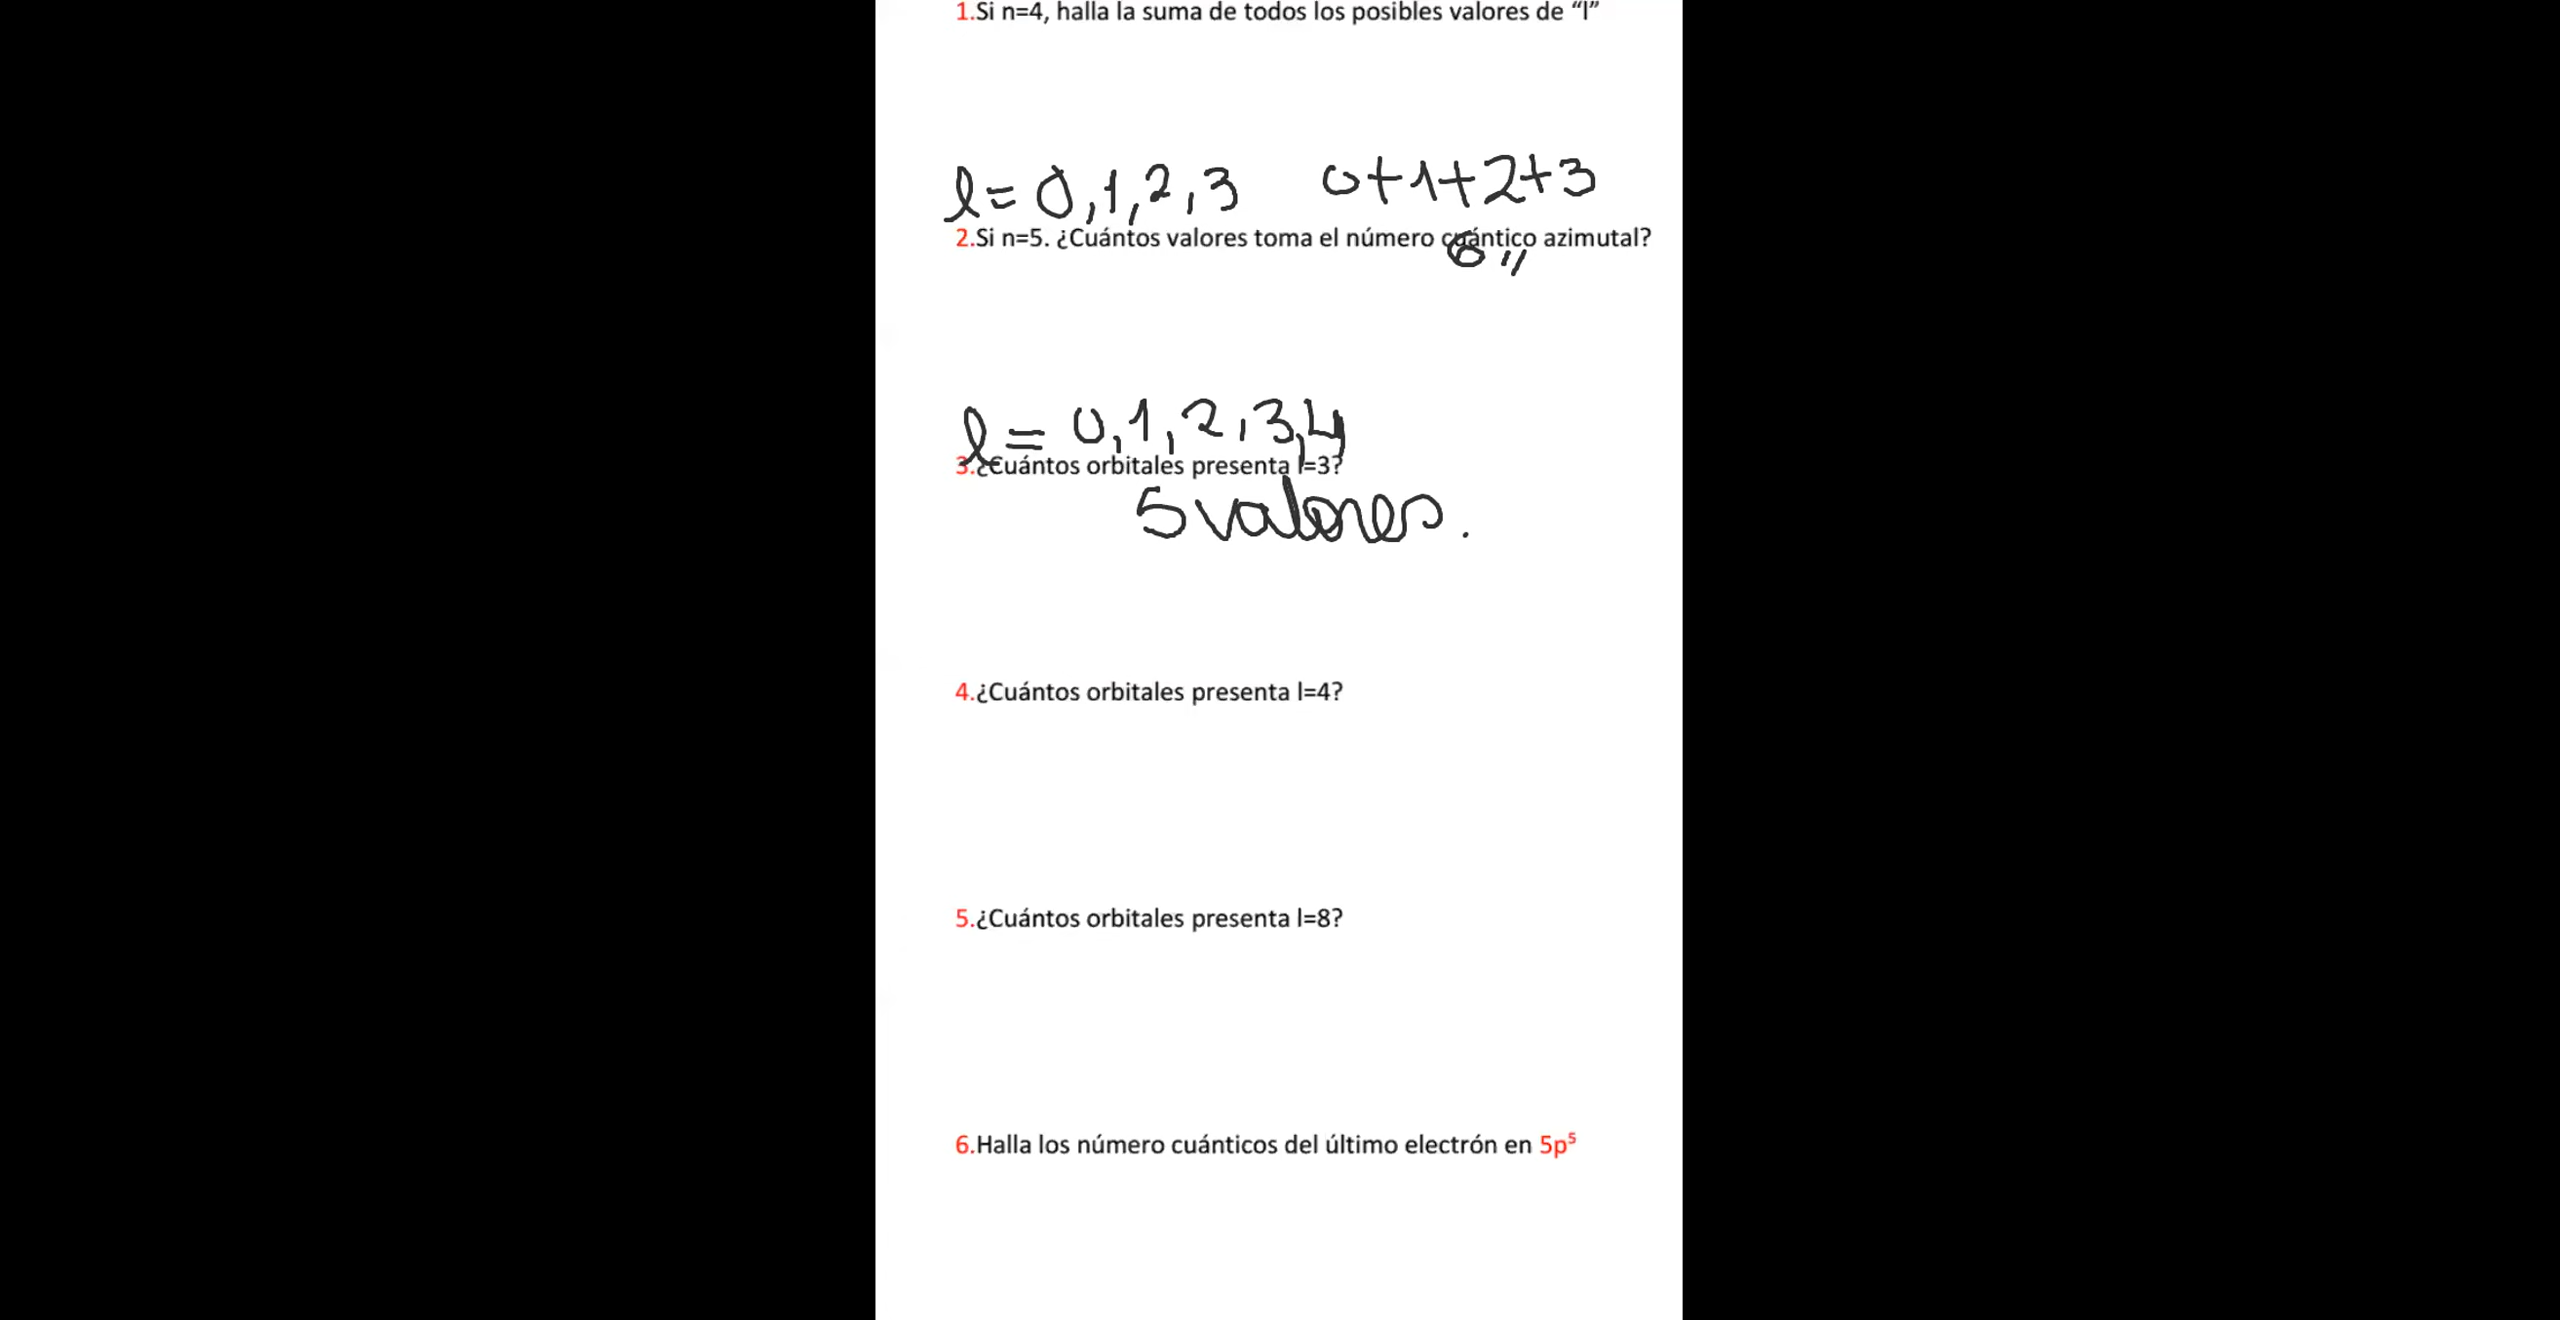 1.Si n=4, halla la suma de todos los posibles valores de “l”
l= 0,1,2,3 0+1+2+3
2.Si n=5. ¿Cuántos valores toma el número cuántico azimutal?
6 //
l = 0,1,2,3,4
3.¿Cuántos orbitales presenta l=3?
5 valores.
4.¿Cuántos orbitales presenta l=4?
5.¿Cuántos orbitales presenta l=8?
6.Halla los número cuánticos del último electrón en 5p⁵